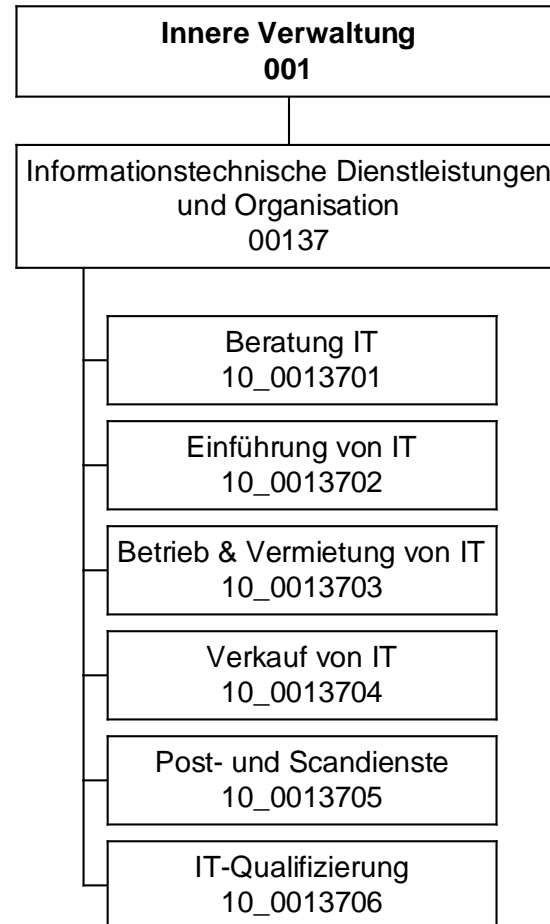 Innere Verwaltung
001
Informationstechnische Dienstleistungen
und Organisation
00137
Beratung IT
10_0013701
Einführung von IT
10_0013702
Betrieb & Vermietung von IT
10_0013703
Verkauf von IT
10_0013704
Post- und Scandienste
10_0013705
IT-Qualifizierung
10_0013706